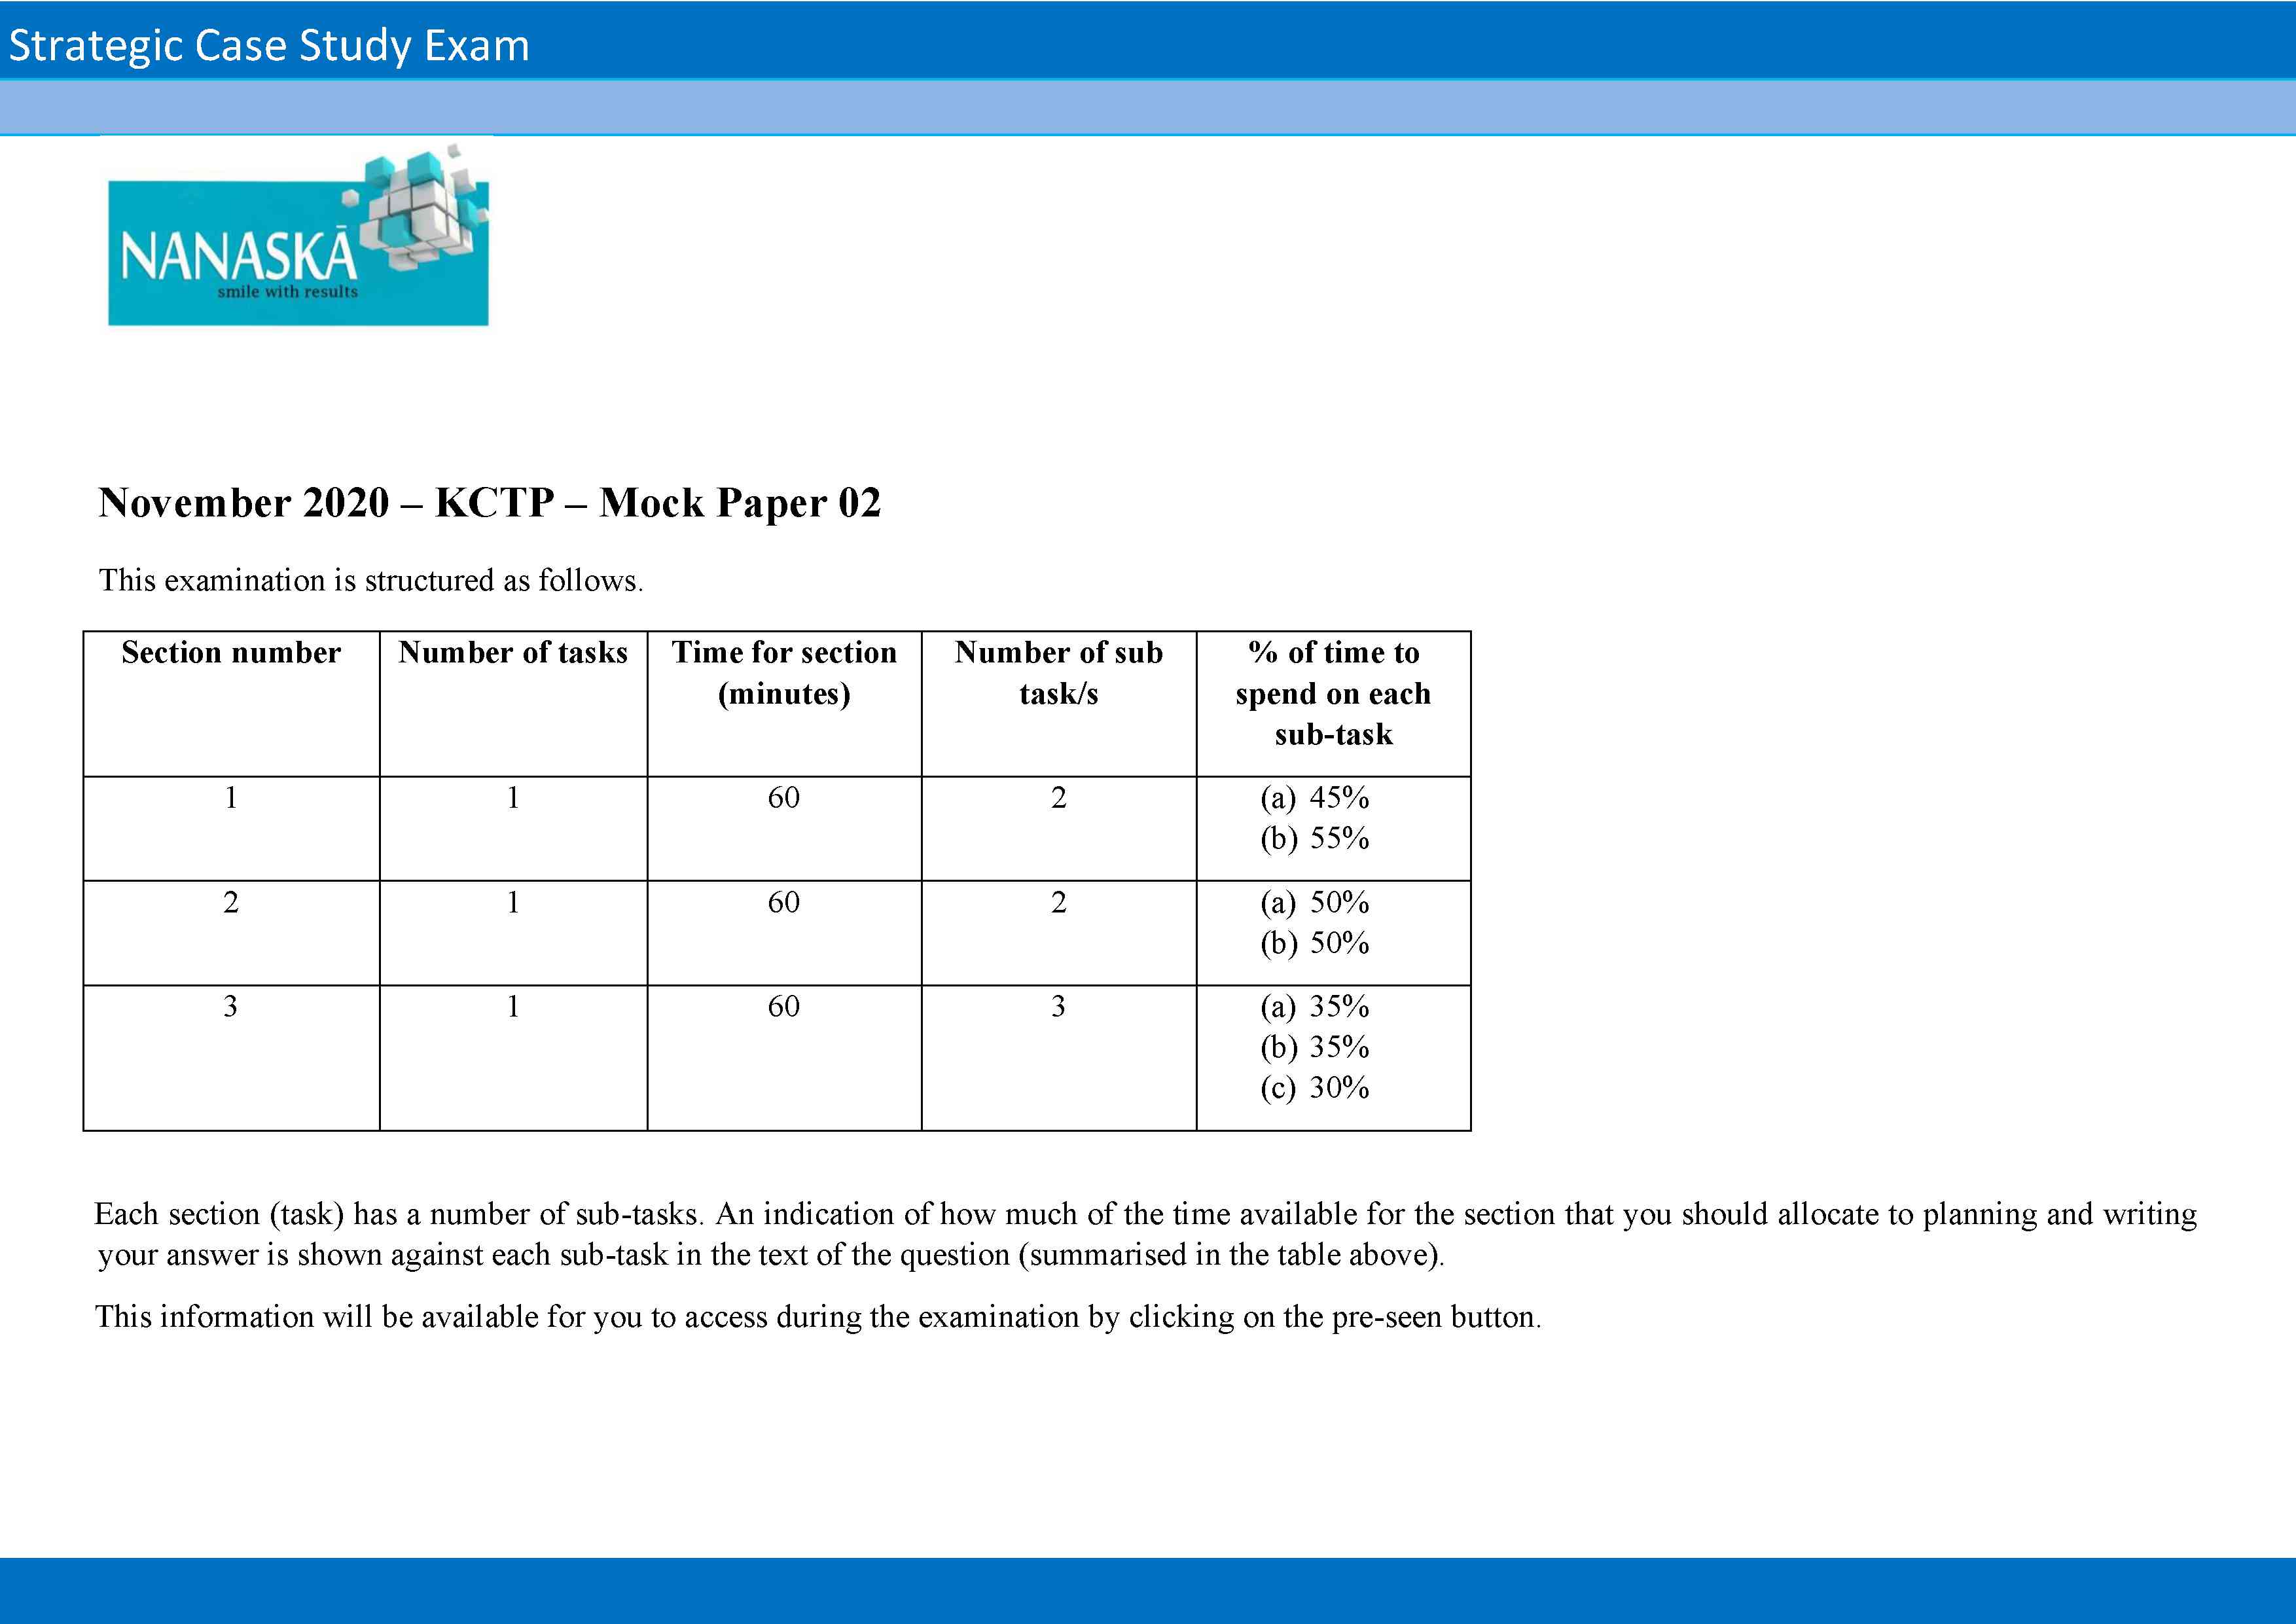 Strategic Case Study Exam
NANASKĀ
smile with results
November 2020 – KCTP – Mock Paper 02
This examination is structured as follows.
Section number
Number of tasks
Time for section
(minutes)
Number of sub
task/s
% of time to
spend on each
sub-task
1
1
60
2
(a) 45%
(b) 55%
2
1
60
2
(a) 50%
(b) 50%
3
1
60
3
(a) 35%
(b) 35%
(c) 30%
Each section (task) has a number of sub-tasks. An indication of how much of the time available for the section that you should allocate to planning and writing
your answer is shown against each sub-task in the text of the question (summarised in the table above).
This information will be available for you to access during the examination by clicking on the pre-seen button.